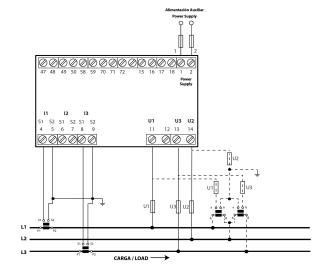 Alimentación Auxiliar
Power Supply
1 2
47 48 49 50 58 59 70 71 72 15 16 17 18 1 2
Power
Supply
I1 I2 I3 U1 U3 U2
S1 S2 S1 S2 S1 S2
4 5 6 7 8 9 11 12 13 14
U2
U1 U3
U1 U3 U2
L1
L2
L3
CARGA / LOAD